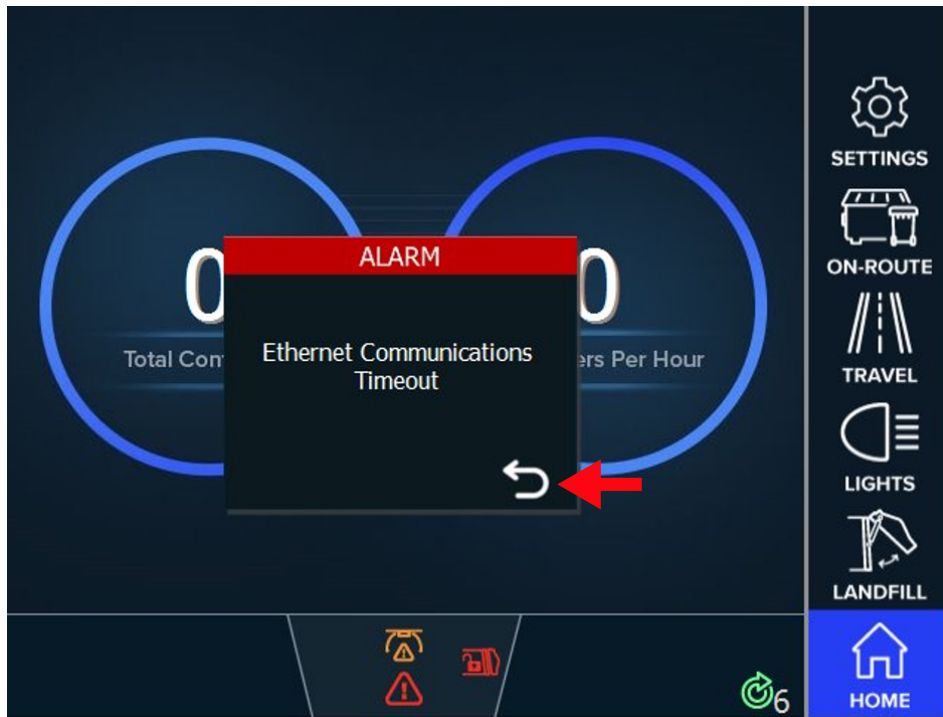 SETTINGS
ON-ROUTE
TRAVEL
LIGHTS
LANDFILL
HOME
ALARM
Ethernet Communications
Timeout
0
0
Total Con
ers Per Hour
6